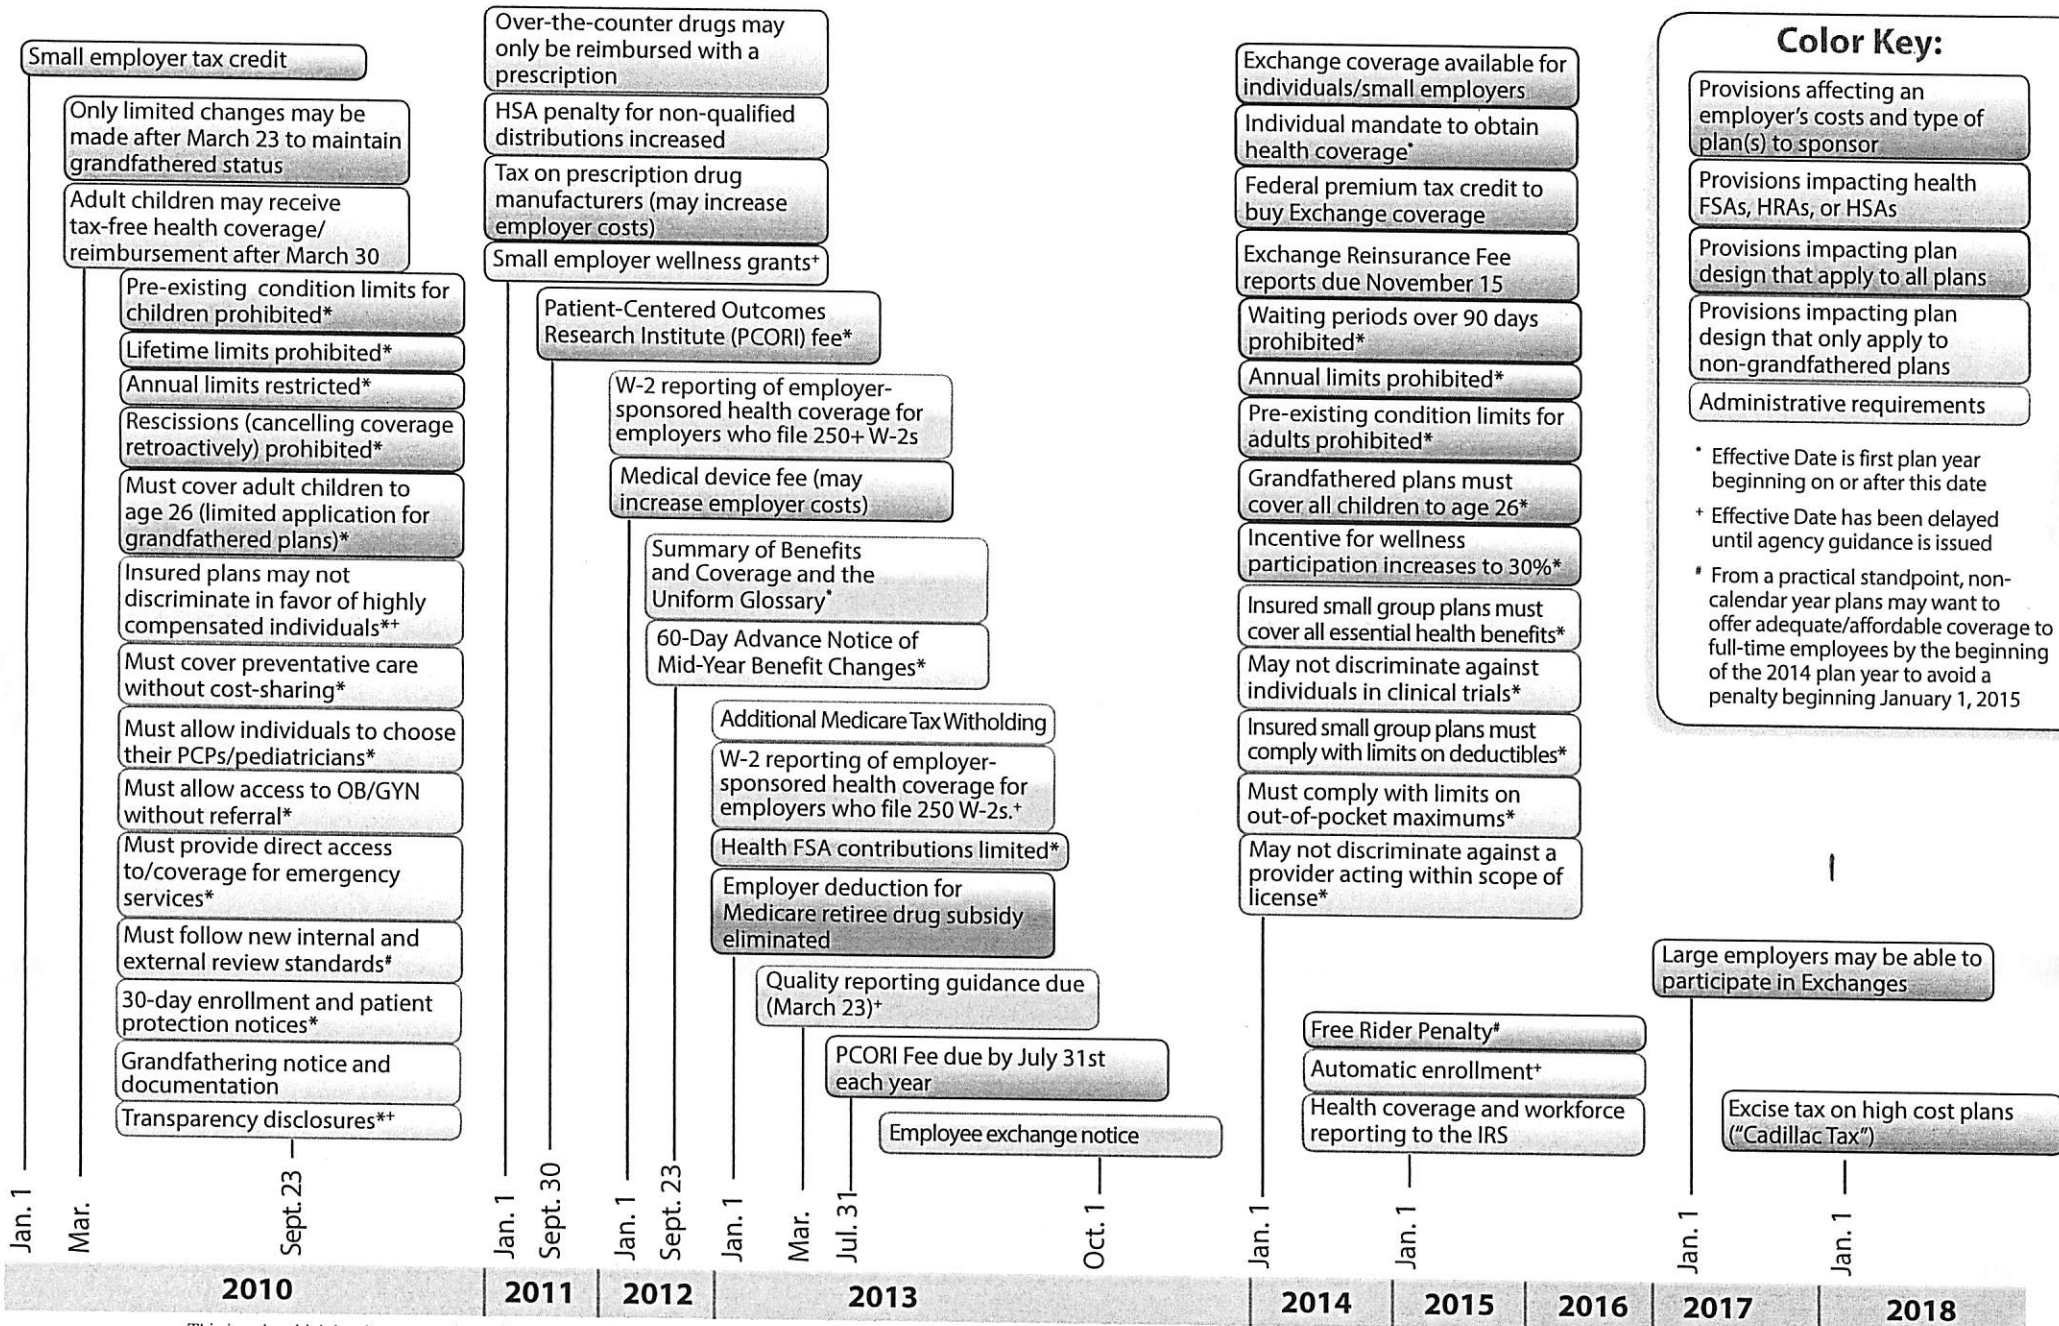 Small employer tax credit
Only limited changes may be
made after March 23 to maintain
grandfathered status
Adult children may receive
tax-free health coverage/
reimbursement after March 30
Pre-existing condition limits for
children prohibited*
Lifetime limits prohibited*
Annual limits restricted*
Rescissions (cancelling coverage
retroactively) prohibited*
Must cover adult children to
age 26 (limited application for
grandfathered plans)*
Insured plans may not
discriminate in favor of highly
compensated individuals*+
Must cover preventative care
without cost-sharing*
Must allow individuals to choose
their PCPs/pediatricians*
Must allow access to OB/GYN
without referral*
Must provide direct access
to/coverage for emergency
services*
Must follow new internal and
external review standards#
30-day enrollment and patient
protection notices*
Grandfathering notice and
documentation
Transparency disclosures*+
Over-the-counter drugs may
only be reimbursed with a
prescription
HSA penalty for non-qualified
distributions increased
Tax on prescription drug
manufacturers (may increase
employer costs)
Small employer wellness grants+
Patient-Centered Outcomes
Research Institute (PCORI) fee*
W-2 reporting of employer-
sponsored health coverage for
employers who file 250+ W-2s
Medical device fee (may
increase employer costs)
Summary of Benefits
and Coverage and the
Uniform Glossary*
60-Day Advance Notice of
Mid-Year Benefit Changes*
Additional Medicare Tax Witholding
W-2 reporting of employer-
sponsored health coverage for
employers who file 250 W-2s.+
Health FSA contributions limited*
Employer deduction for
Medicare retiree drug subsidy
eliminated
Quality reporting guidance due
(March 23)+
PCORI Fee due by July 31st
each year
Employee exchange notice
Exchange coverage available for
individuals/small employers
Individual mandate to obtain
health coverage*
Federal premium tax credit to
buy Exchange coverage
Exchange Reinsurance Fee
reports due November 15
Waiting periods over 90 days
prohibited*
Annual limits prohibited*
Pre-existing condition limits for
adults prohibited*
Grandfathered plans must
cover all children to age 26*
Incentive for wellness
participation increases to 30%*
Insured small group plans must
cover all essential health benefits*
May not discriminate against
individuals in clinical trials*
Insured small group plans must
comply with limits on deductibles*
Must comply with limits on
out-of-pocket maximums*
May not discriminate against a
provider acting within scope of
license*
Free Rider Penalty#
Automatic enrollment+
Health coverage and workforce
reporting to the IRS
Large employers may be able to
participate in Exchanges
Excise tax on high cost plans
("Cadillac Tax")
Color Key:
Provisions affecting an
employer's costs and type of
plan(s) to sponsor
Provisions impacting health
FSAs, HRAs, or HSAs
Provisions impacting plan
design that apply to all plans
Provisions impacting plan
design that only apply to
non-grandfathered plans
Administrative requirements
* Effective Date is first plan year
beginning on or after this date
+ Effective Date has been delayed
until agency guidance is issued
# From a practical standpoint, non-
calendar year plans may want to
offer adequate/affordable coverage to
full-time employees by the beginning
of the 2014 plan year to avoid a
penalty beginning January 1, 2015
Jan. 1
Mar.
Sept. 23
Jan. 1
Sept. 30
Jan. 1
Sept. 23
Jan. 1
Mar.
Jul. 31
Oct. 1
Jan. 1
Jan. 1
Jan. 1
Jan. 1
2010
2011
2012
2013
2014
2015
2016
2017
2018